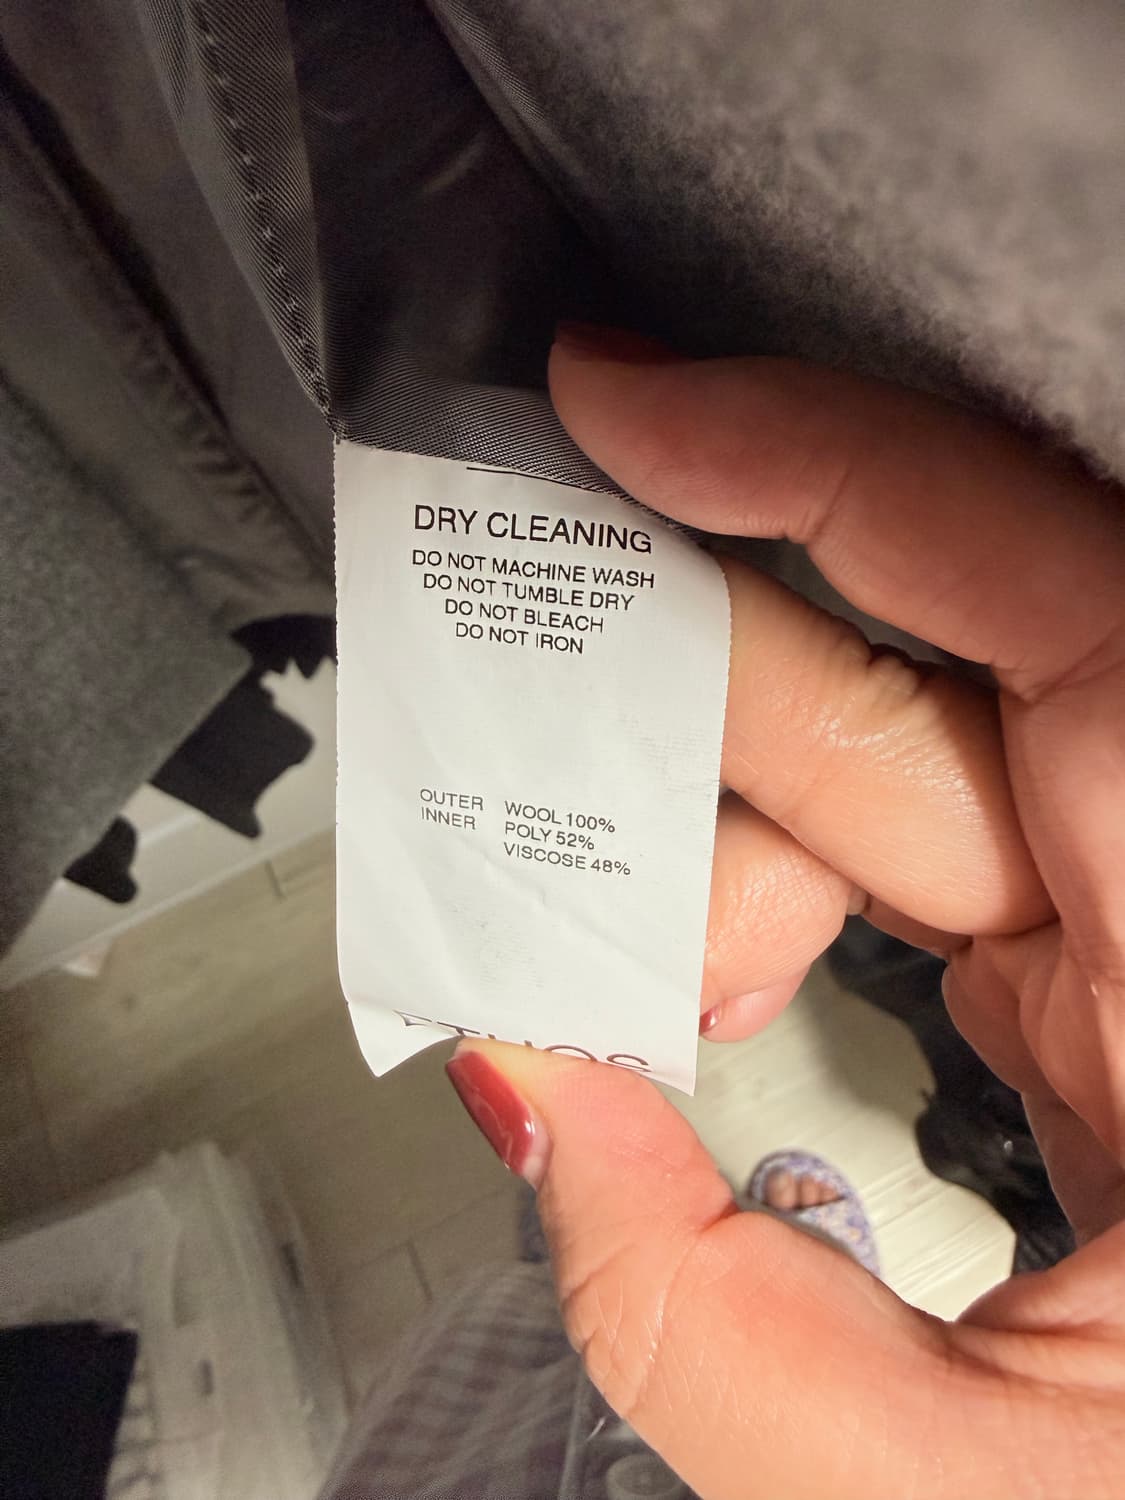 DRY CLEANING
DO NOT MACHINE WASH
DO NOT TUMBLE DRY
DO NOT BLEACH
DO NOT IRON
OUTER WOOL 100%
INNER POLY 52%
VISCOSE 48%